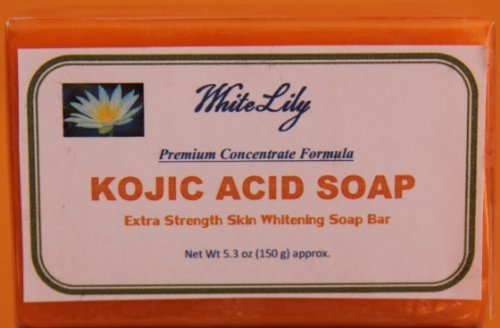 WhiteLily
Premium Concentrate Formula
KOJIC ACID SOAP
Extra Strength Skin Whitening Soap Bar
Net Wt 5.3 oz (150 g) approx.